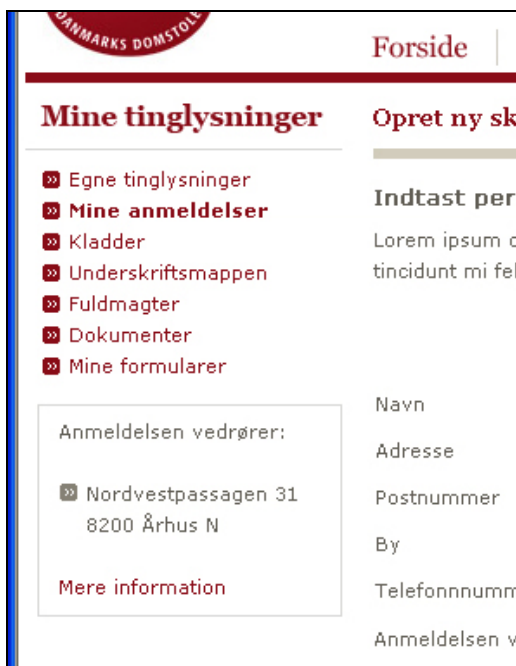 DANMARKS DOMSTOLE
Forside
Mine tinglysninger
Egne tinglysninger
Mine anmeldelser
Kladder
Underskriftsmappen
Fuldmagter
Dokumenter
Mine formularer
Anmeldelsen vedrører:
Nordvestpassagen 31
8200 Århus N
Mere information
Opret ny sk
Indtast per
Lorem ipsum
tincidunt mi fel
Navn
Adresse
Postnummer
By
Telefonnnumm
Anmeldelsen v